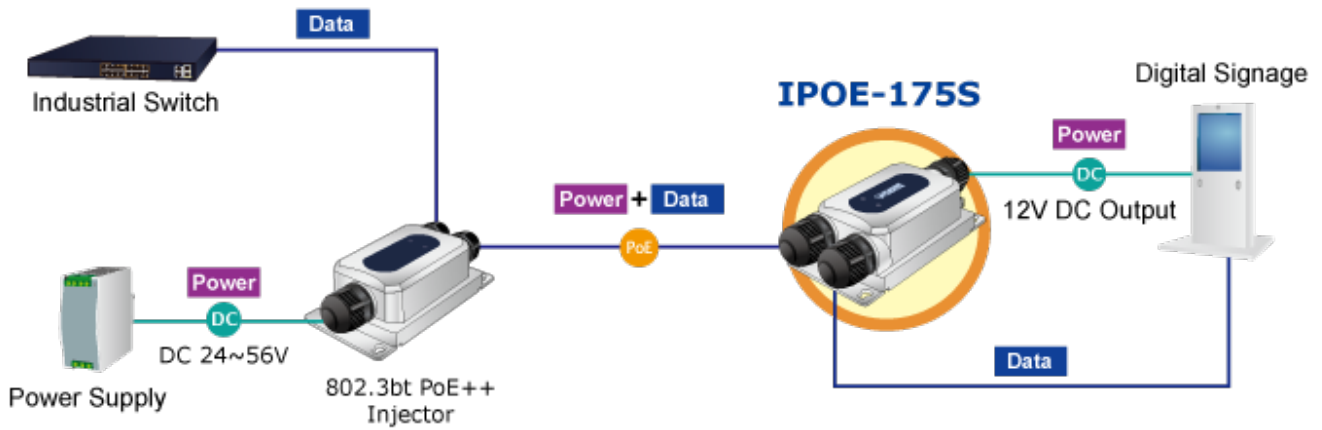 Data
Industrial Switch
IPOE-175S
Digital Signage
Power
DC
12V DC Output
Power + Data
PoE
Power
DC
DC 24~56V
Power Supply
802.3bt PoE++
Injector
Data